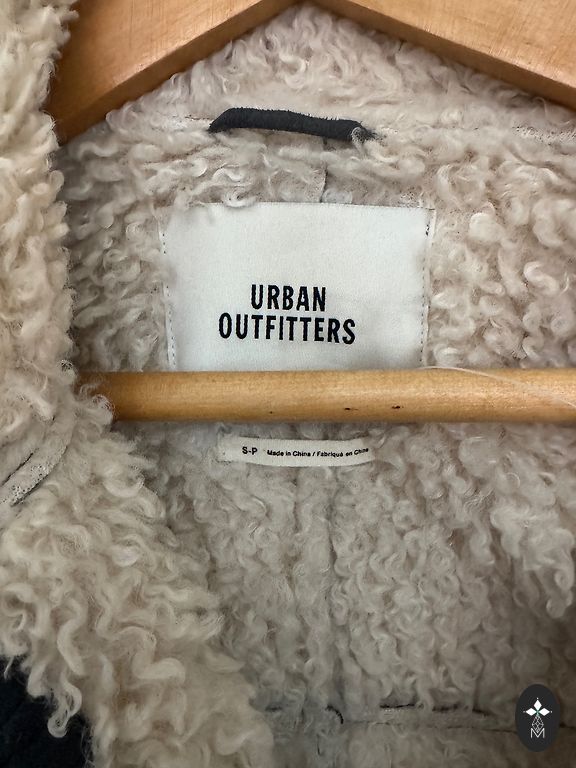 URBAN
OUTFITTERS
S-P Made in China / Fabriqué en Chine